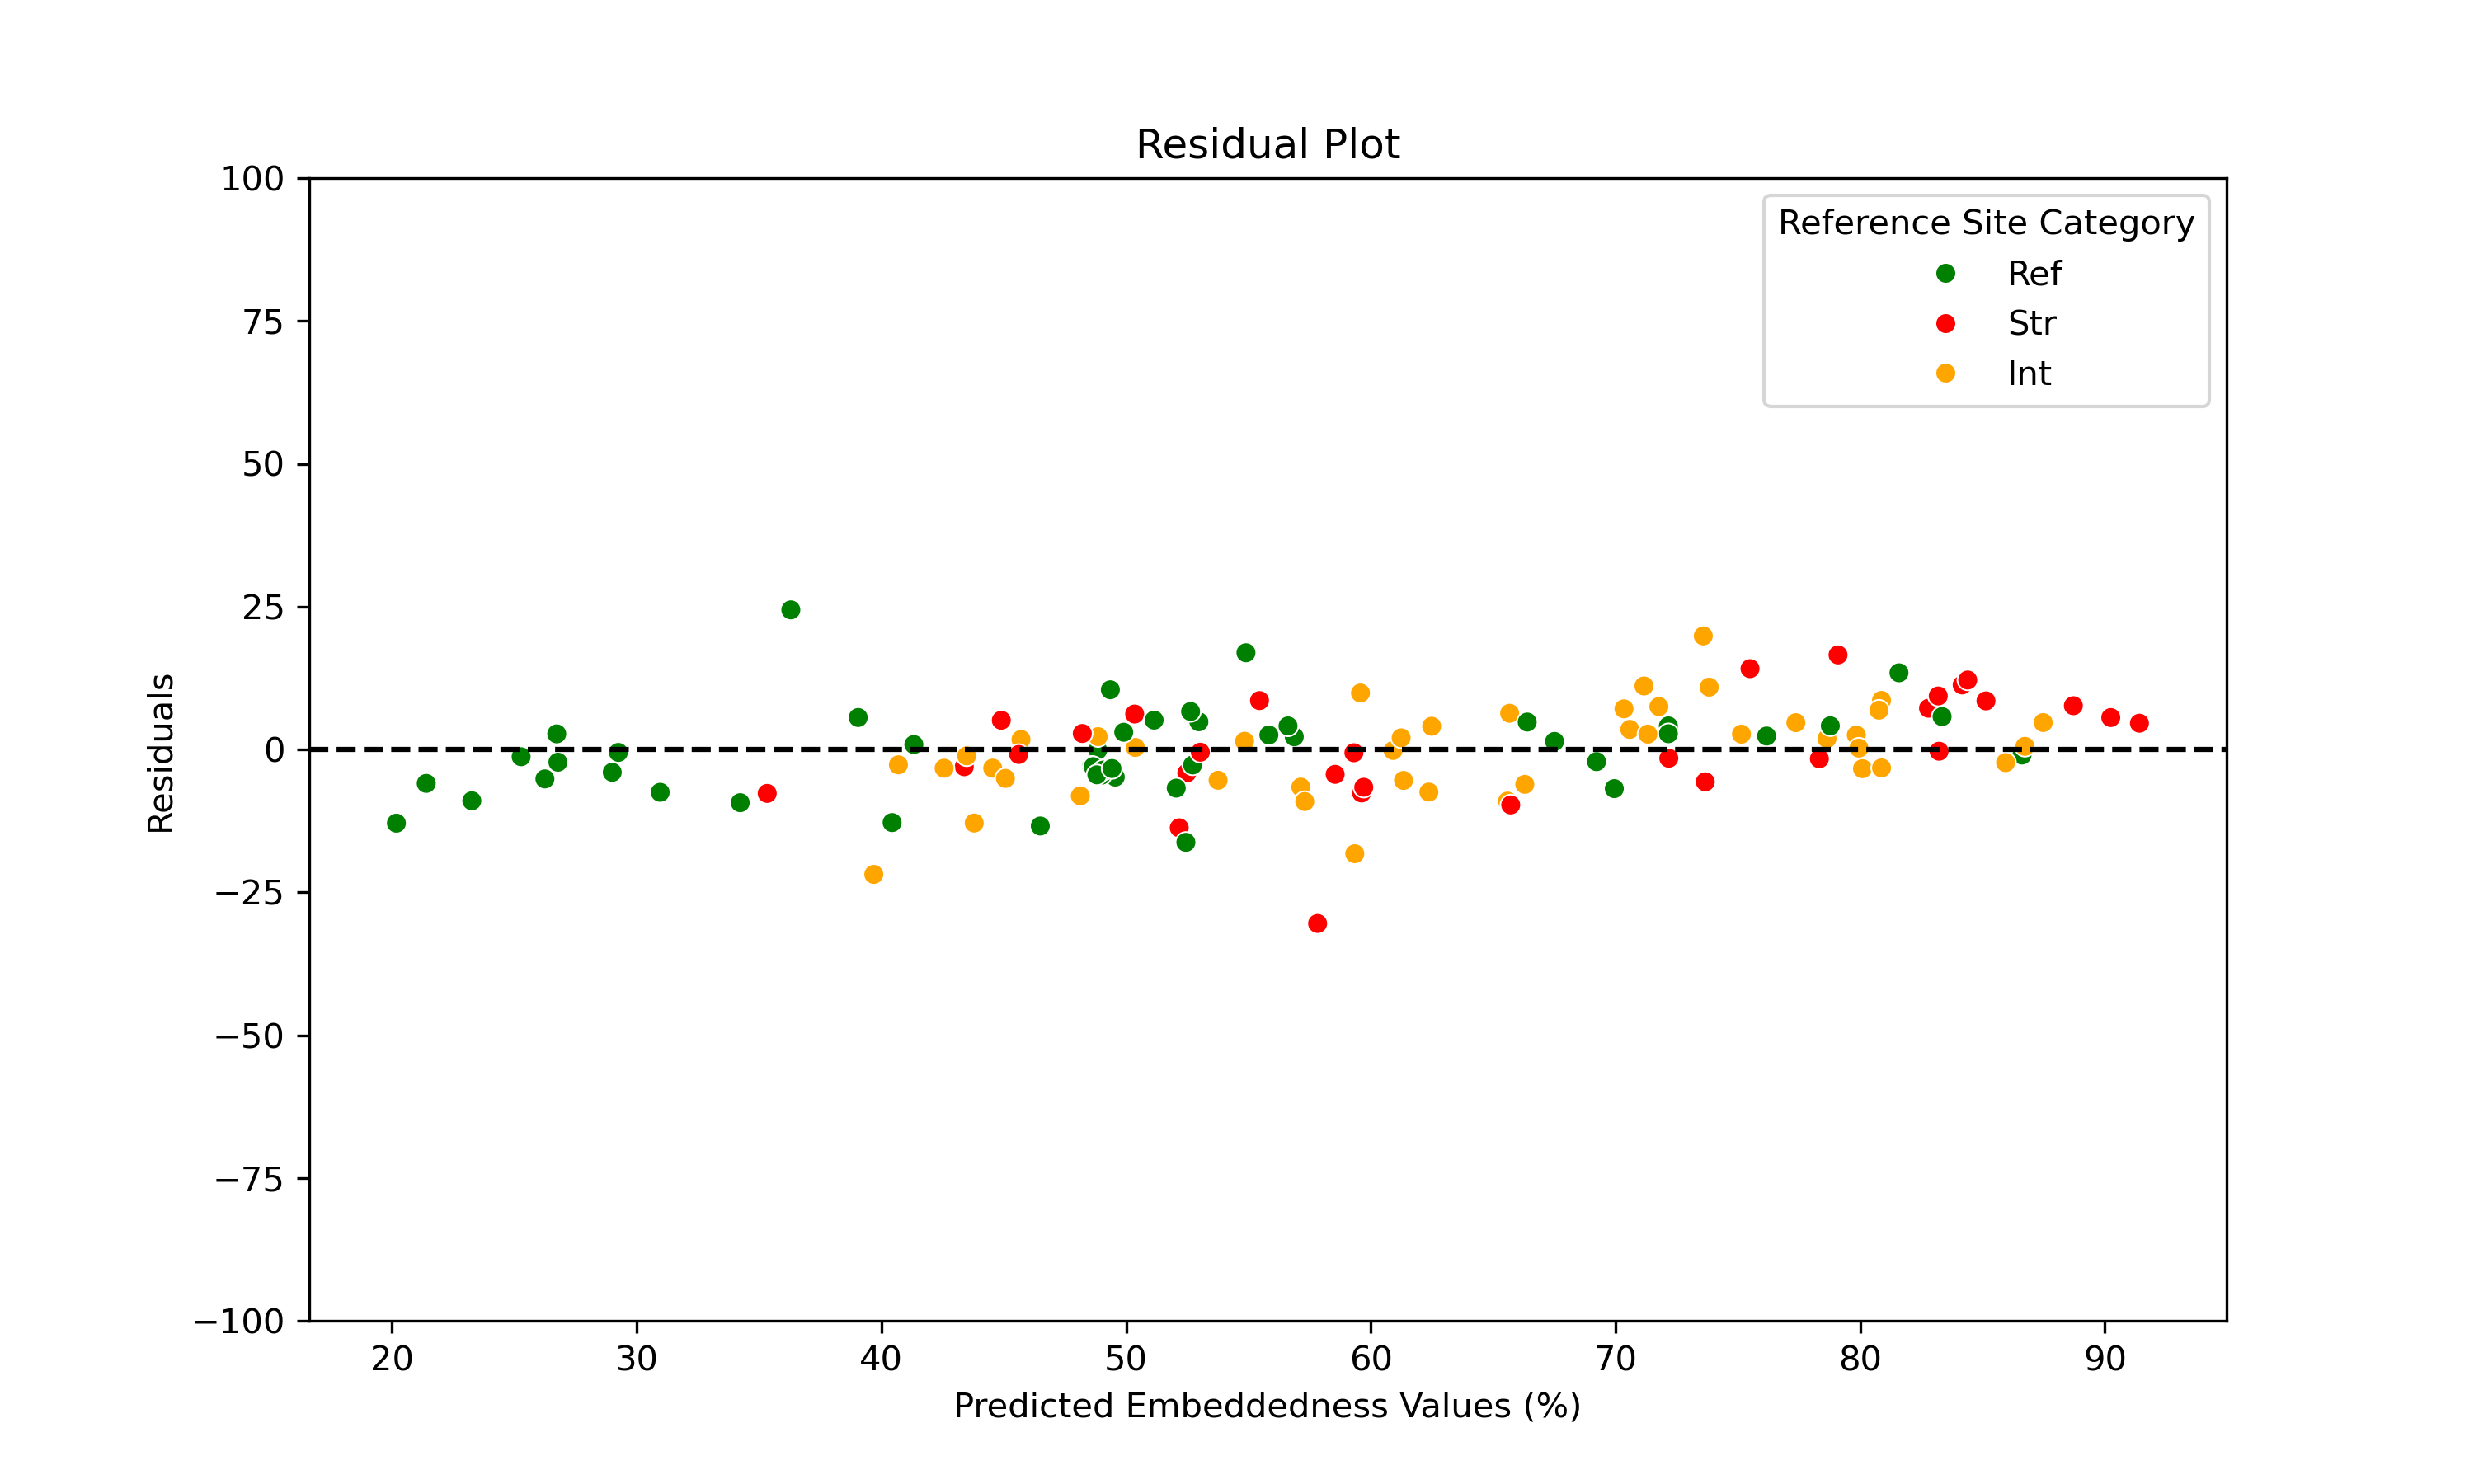 Residual Plot
100
75
50
25
0
−25
−50
−75
−100
Residuals
Reference Site Category
Ref
Str
Int
20 30 40 50 60 70 80 90
Predicted Embeddedness Values (%)